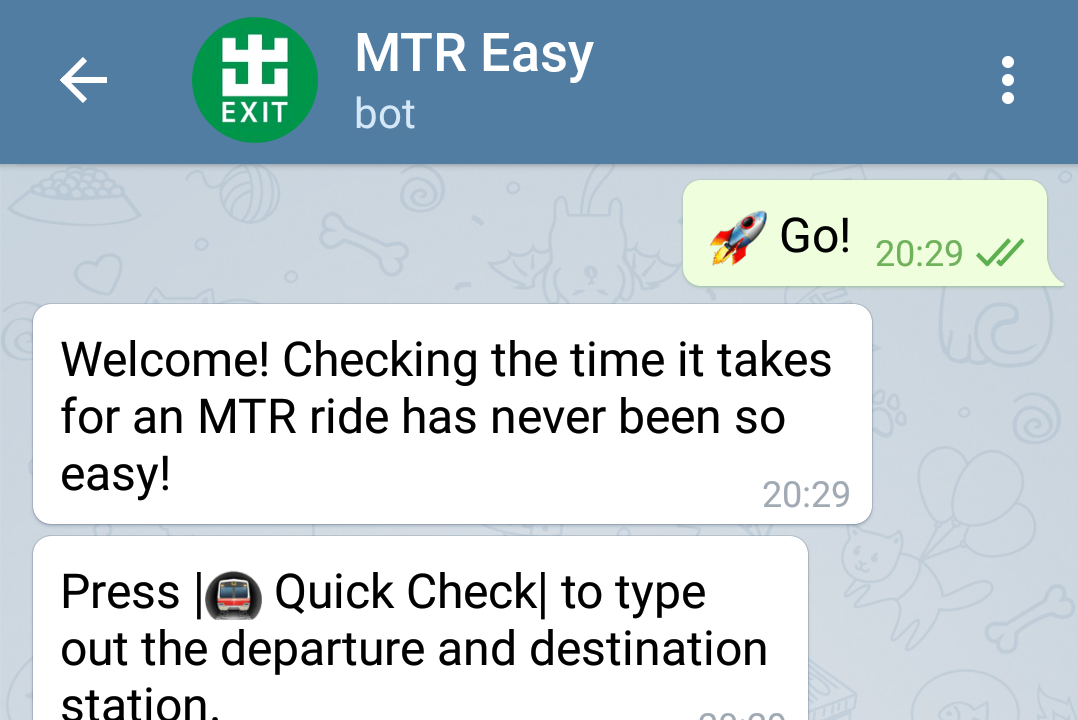 MTR Easy
EXIT
bot
🚀 Go! 20:29
Welcome! Checking the time it takes
for an MTR ride has never been so
easy!
20:29
Press |🚇 Quick Check| to type
out the departure and destination
station.